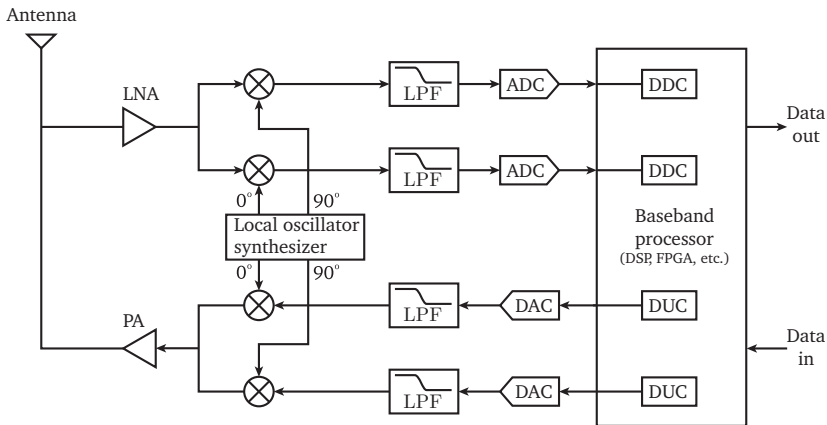 Antenna
LNA
LPF
ADC
DDC
Data
out
LPF
ADC
DDC
0°
90°
Local oscillator
synthesizer
Baseband
processor
(DSP, FPGA, etc.)
0°
90°
LPF
DAC
DUC
PA
Data
in
LPF
DAC
DUC